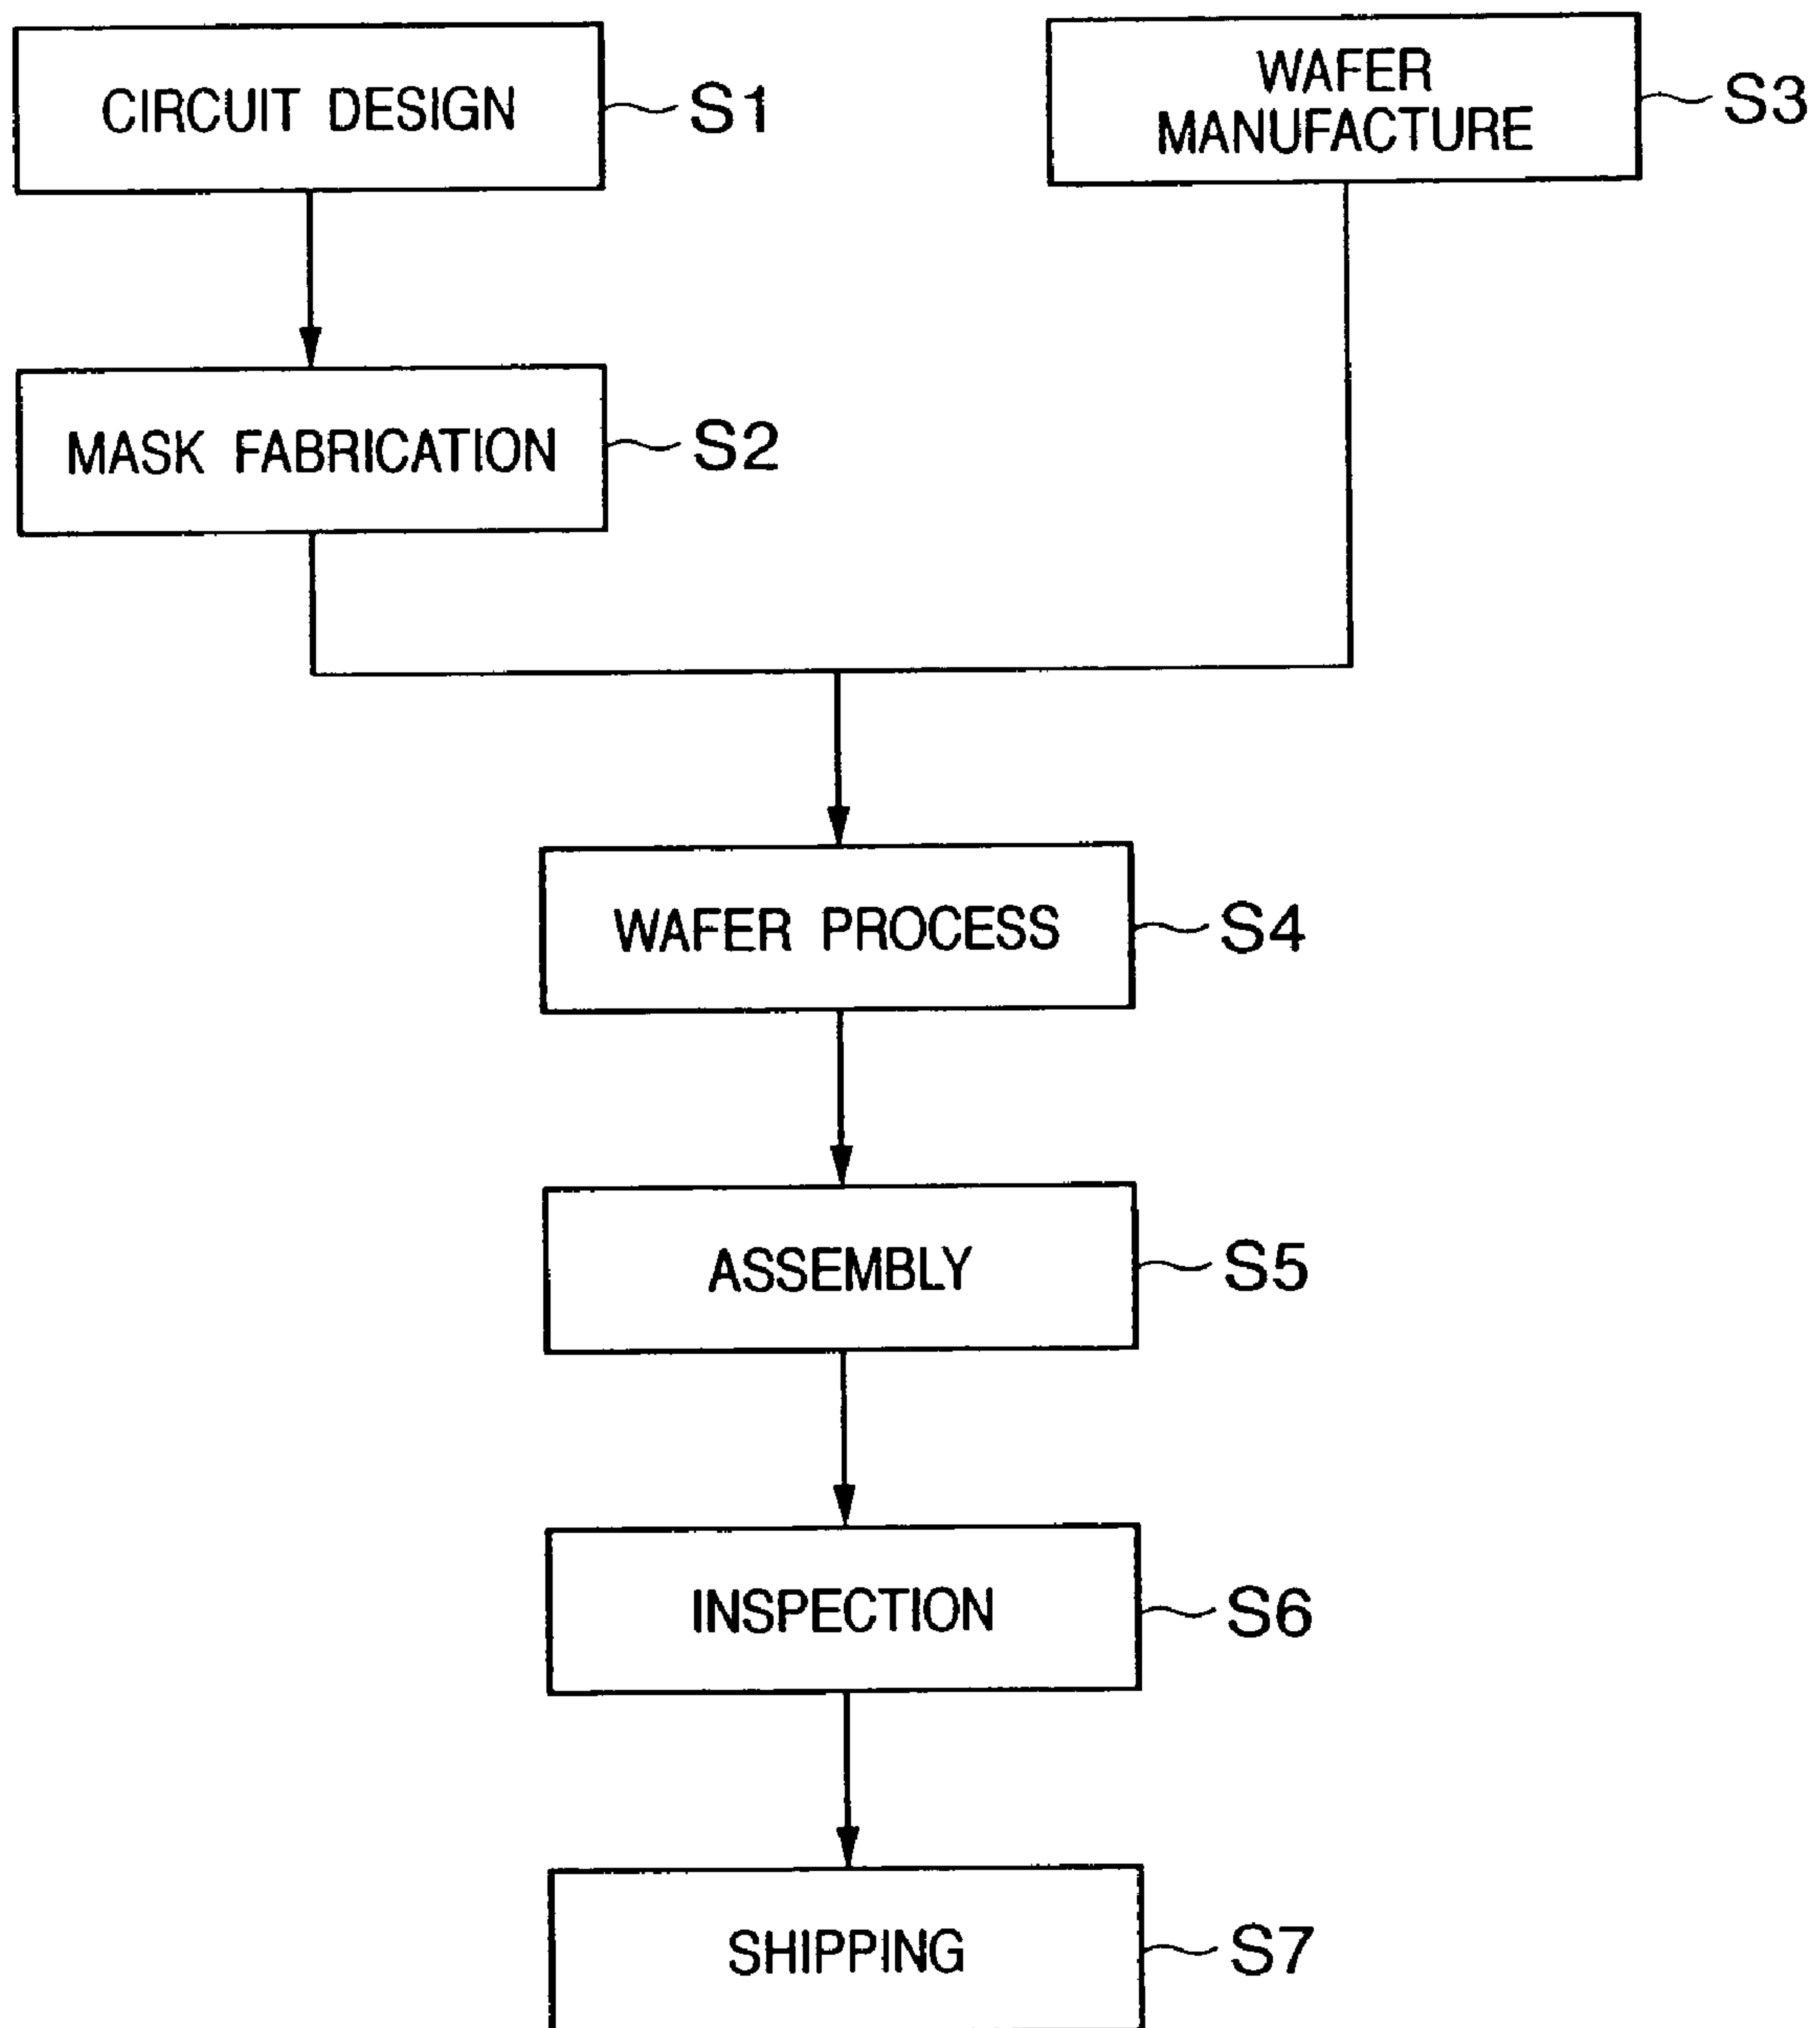 CIRCUIT DESIGN
S1
WAFER
MANUFACTURE
S3
MASK FABRICATION
S2
WAFER PROCESS
S4
ASSEMBLY
S5
INSPECTION
S6
SHIPPING
S7